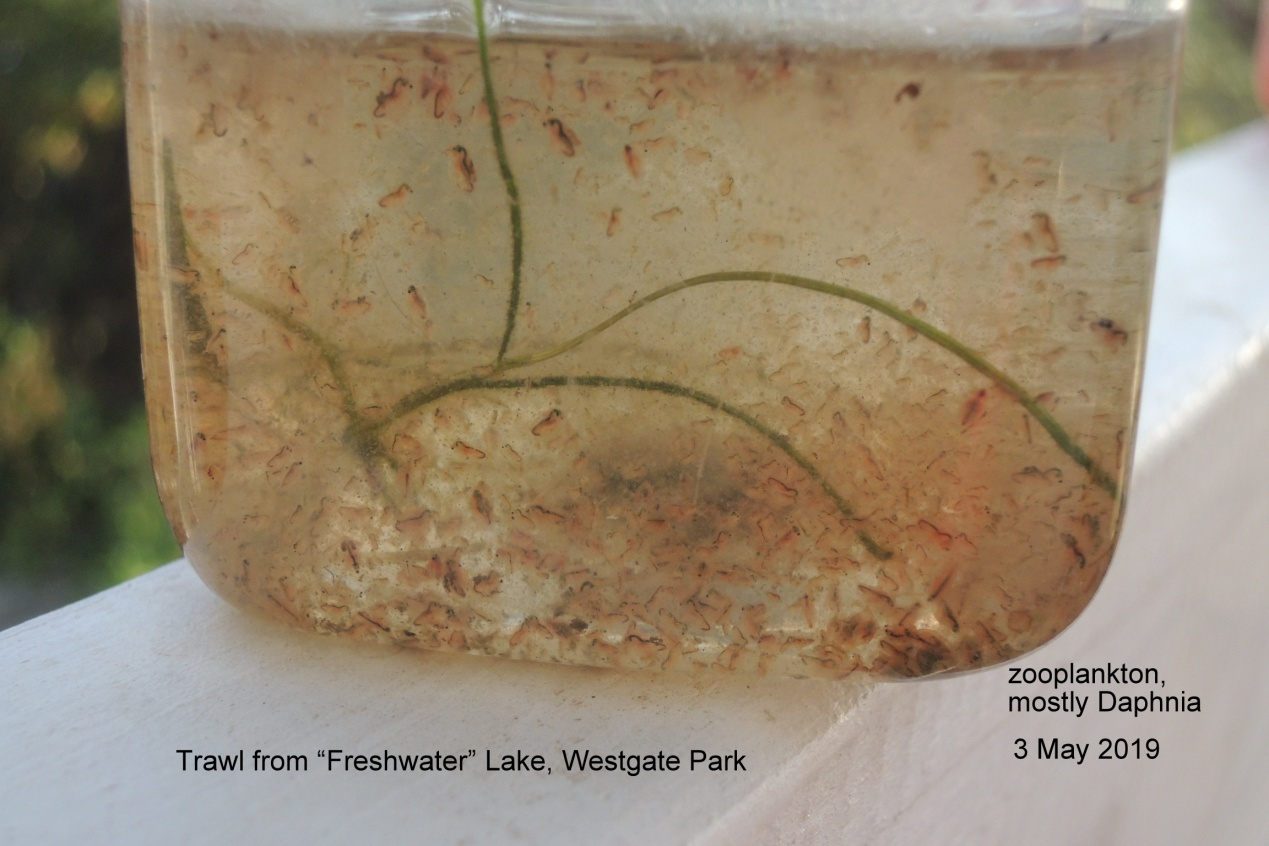 zooplankton,
mostly Daphnia
3 May 2019
Trawl from “Freshwater” Lake, Westgate Park